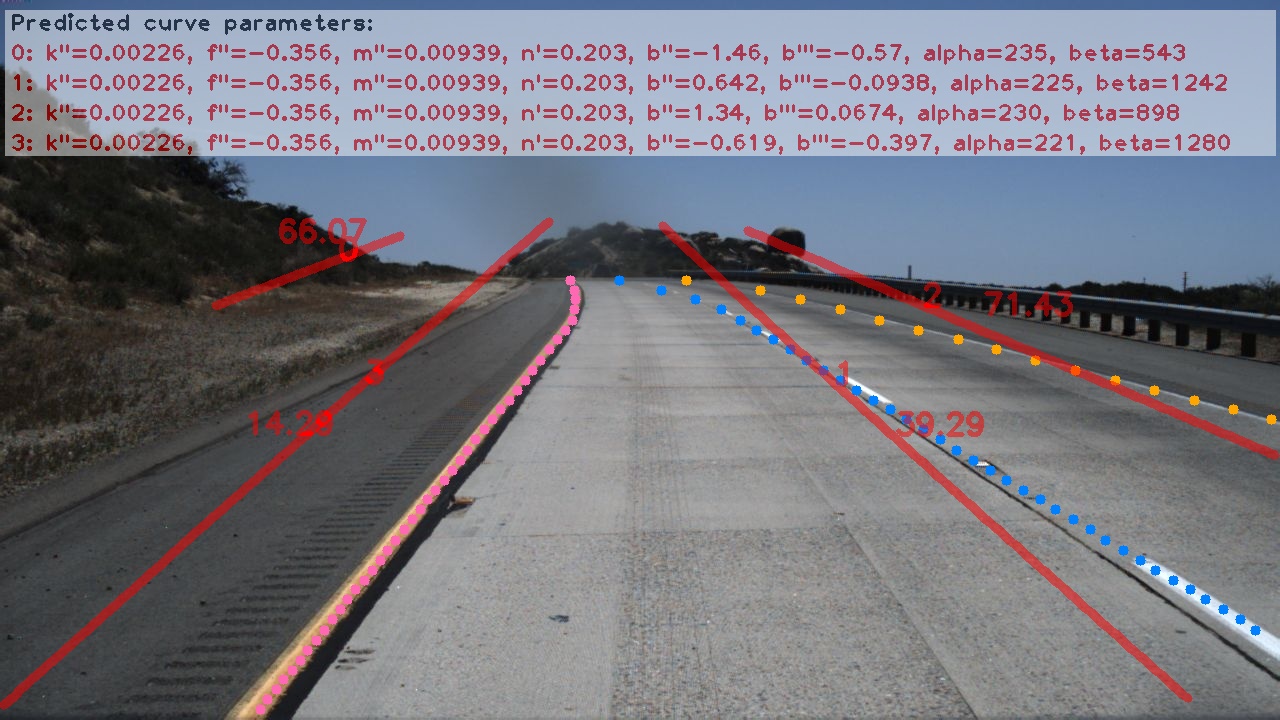 Predicted curve parameters:
0: k''=0.00226, f''=-0.356, m''=0.00939, n'=0.203, b''=-1.46, b'''=-0.57, alpha=235, beta=543
1: k''=0.00226, f''=-0.356, m''=0.00939, n'=0.203, b''=0.642, b'''=-0.0938, alpha=225, beta=1242
2: k''=0.00226, f''=-0.356, m''=0.00939, n'=0.203, b''=1.34, b'''=0.0674, alpha=230, beta=898
3: k''=0.00226, f''=-0.356, m''=0.00939, n'=0.203, b''=-0.619, b'''=-0.397, alpha=221, beta=1280
66.07
0
2
71.43
3
1
39.29